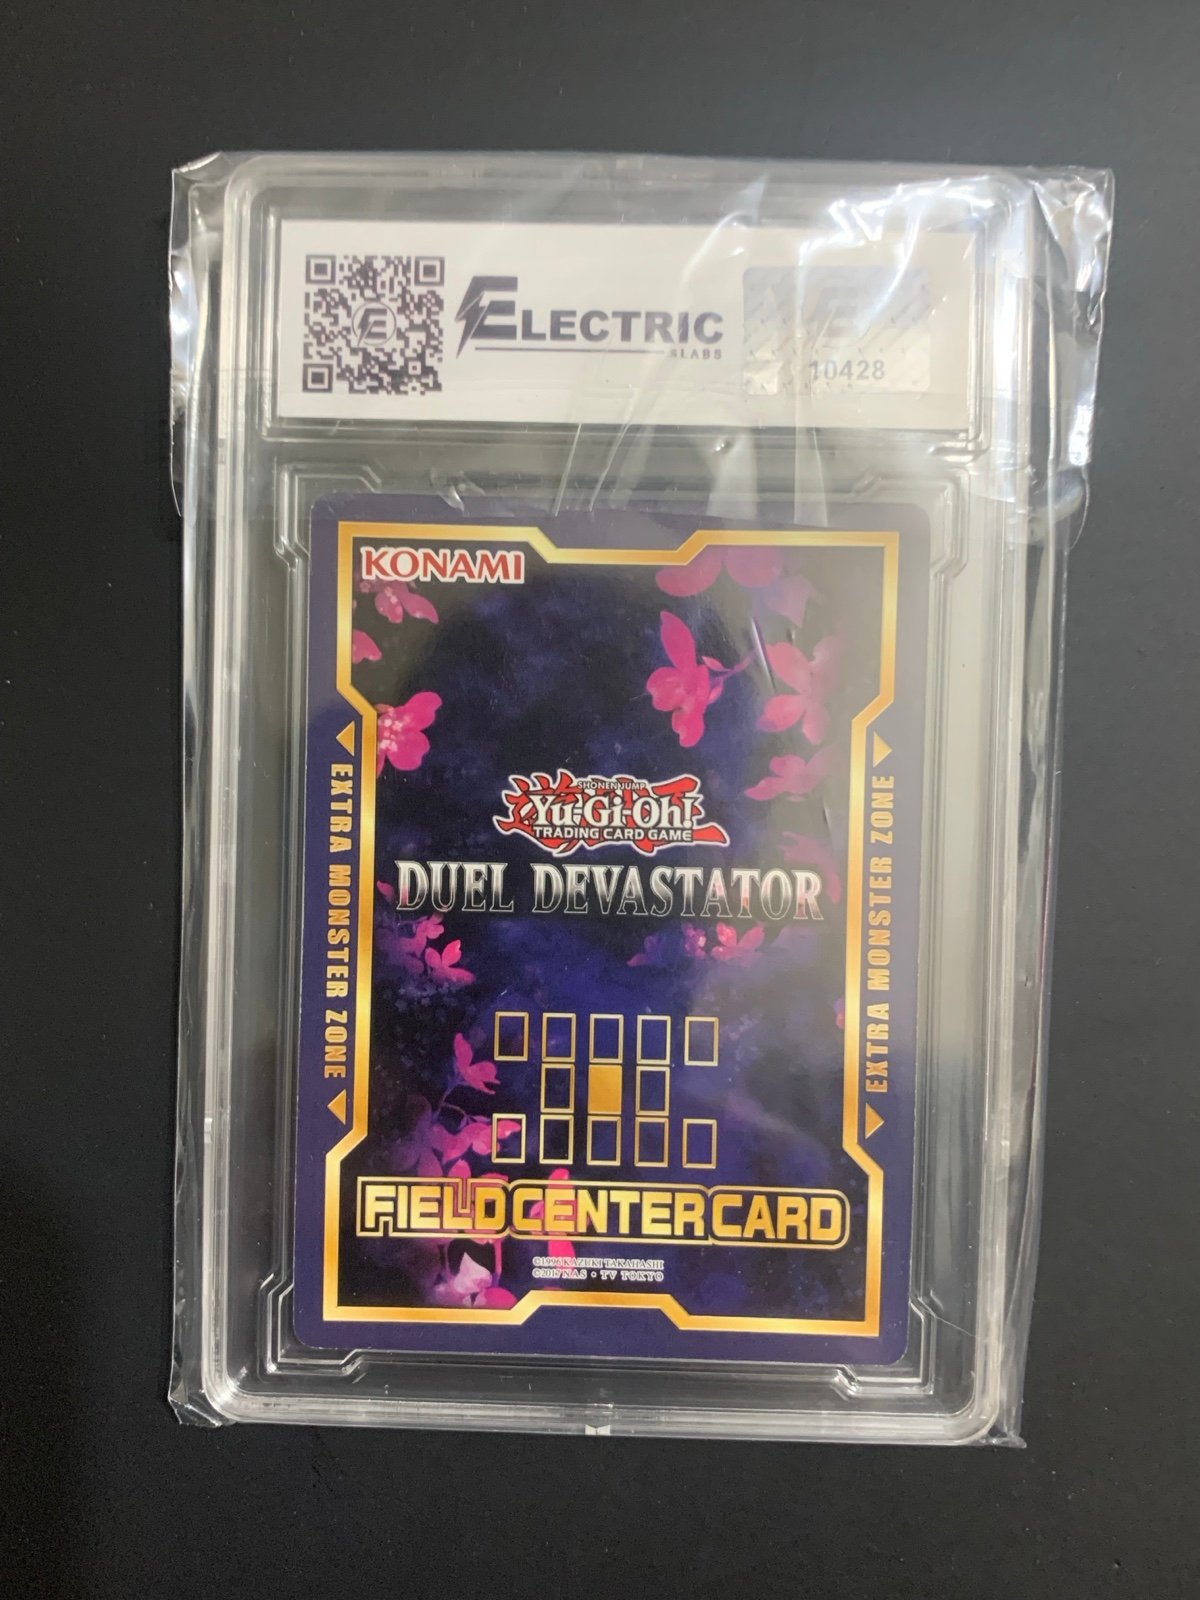 ELECTRIC
SLABS
10428
KONAMI
EXTRA MONSTER ZONE
EXTRA MONSTER ZONE
SHONEN JUMP
Yu-Gi-Oh!
TRADING CARD GAME
DUEL DEVASTATOR
FIELD CENTER CARD
©1996 KAZUKI TAKAHASHI
©2017 NAS • TV TOKYO